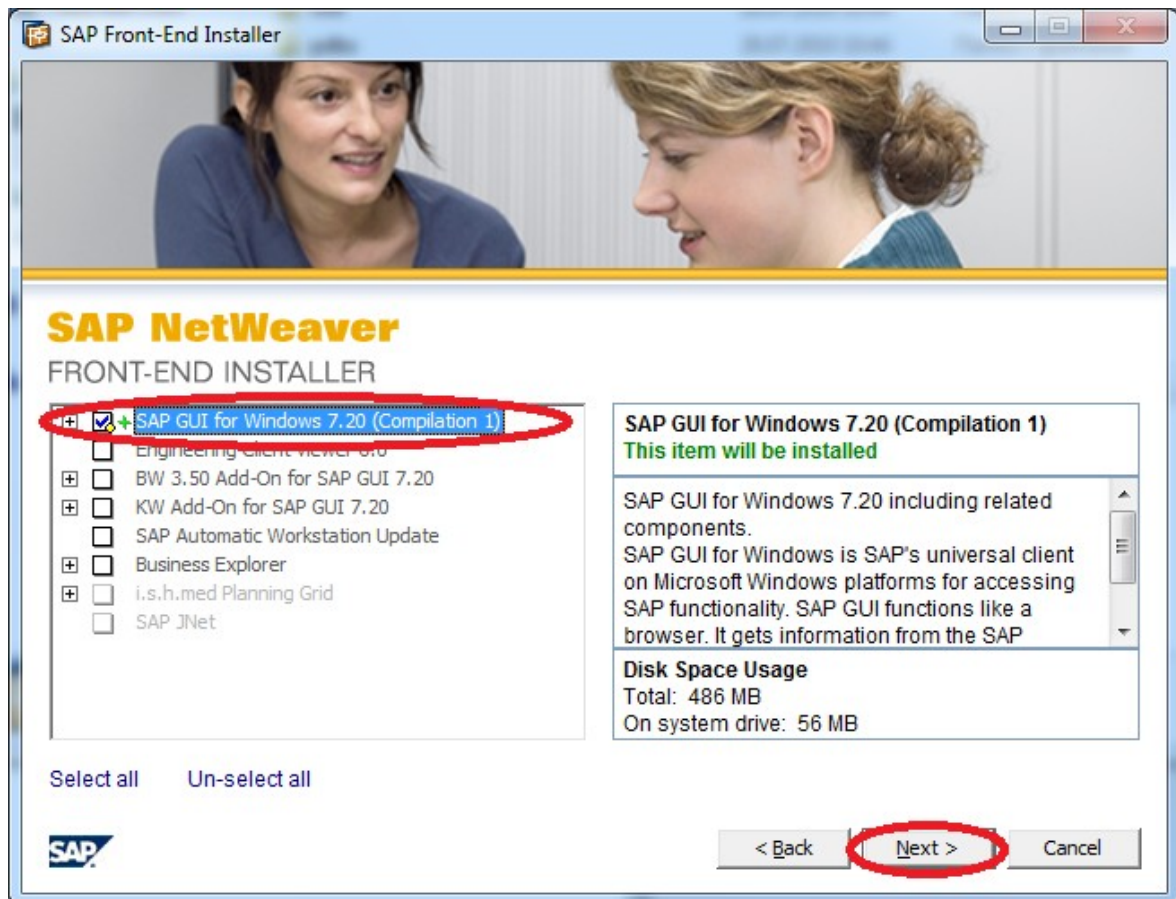 SAP Front-End Installer
SAP NetWeaver
FRONT-END INSTALLER
SAP GUI for Windows 7.20 (Compilation 1)
Engineering Client Viewer 6.0
BW 3.50 Add-On for SAP GUI 7.20
KW Add-On for SAP GUI 7.20
SAP Automatic Workstation Update
Business Explorer
i.s.h.med Planning Grid
SAP JNet
SAP GUI for Windows 7.20 (Compilation 1)
This item will be installed
SAP GUI for Windows 7.20 including related
components.
SAP GUI for Windows is SAP's universal client
on Microsoft Windows platforms for accessing
SAP functionality. SAP GUI functions like a
browser. It gets information from the SAP
Disk Space Usage
Total: 486 MB
On system drive: 56 MB
Select all Un-select all
SAP
< Back Next > Cancel